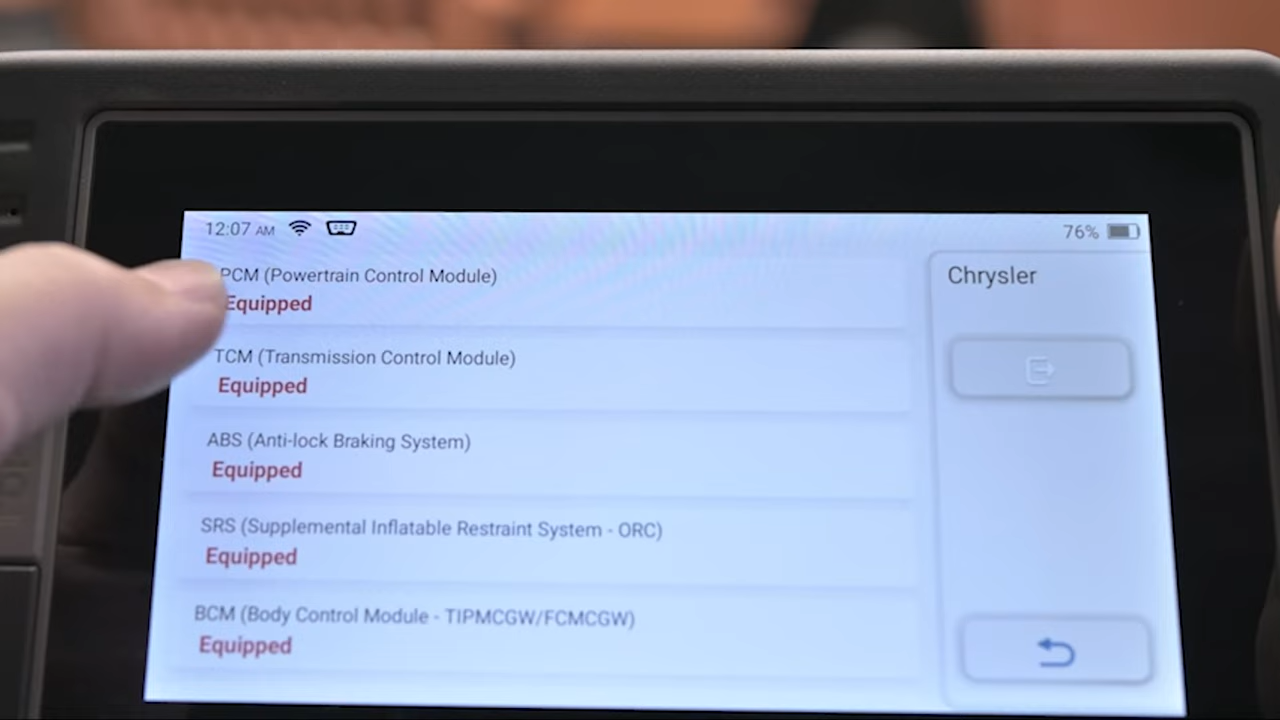 12:07 AM
76%
PCM (Powertrain Control Module)
Equipped
TCM (Transmission Control Module)
Equipped
ABS (Anti-lock Braking System)
Equipped
SRS (Supplemental Inflatable Restraint System - ORC)
Equipped
BCM (Body Control Module - TIPMCGW/FCMCGW)
Equipped
Chrysler